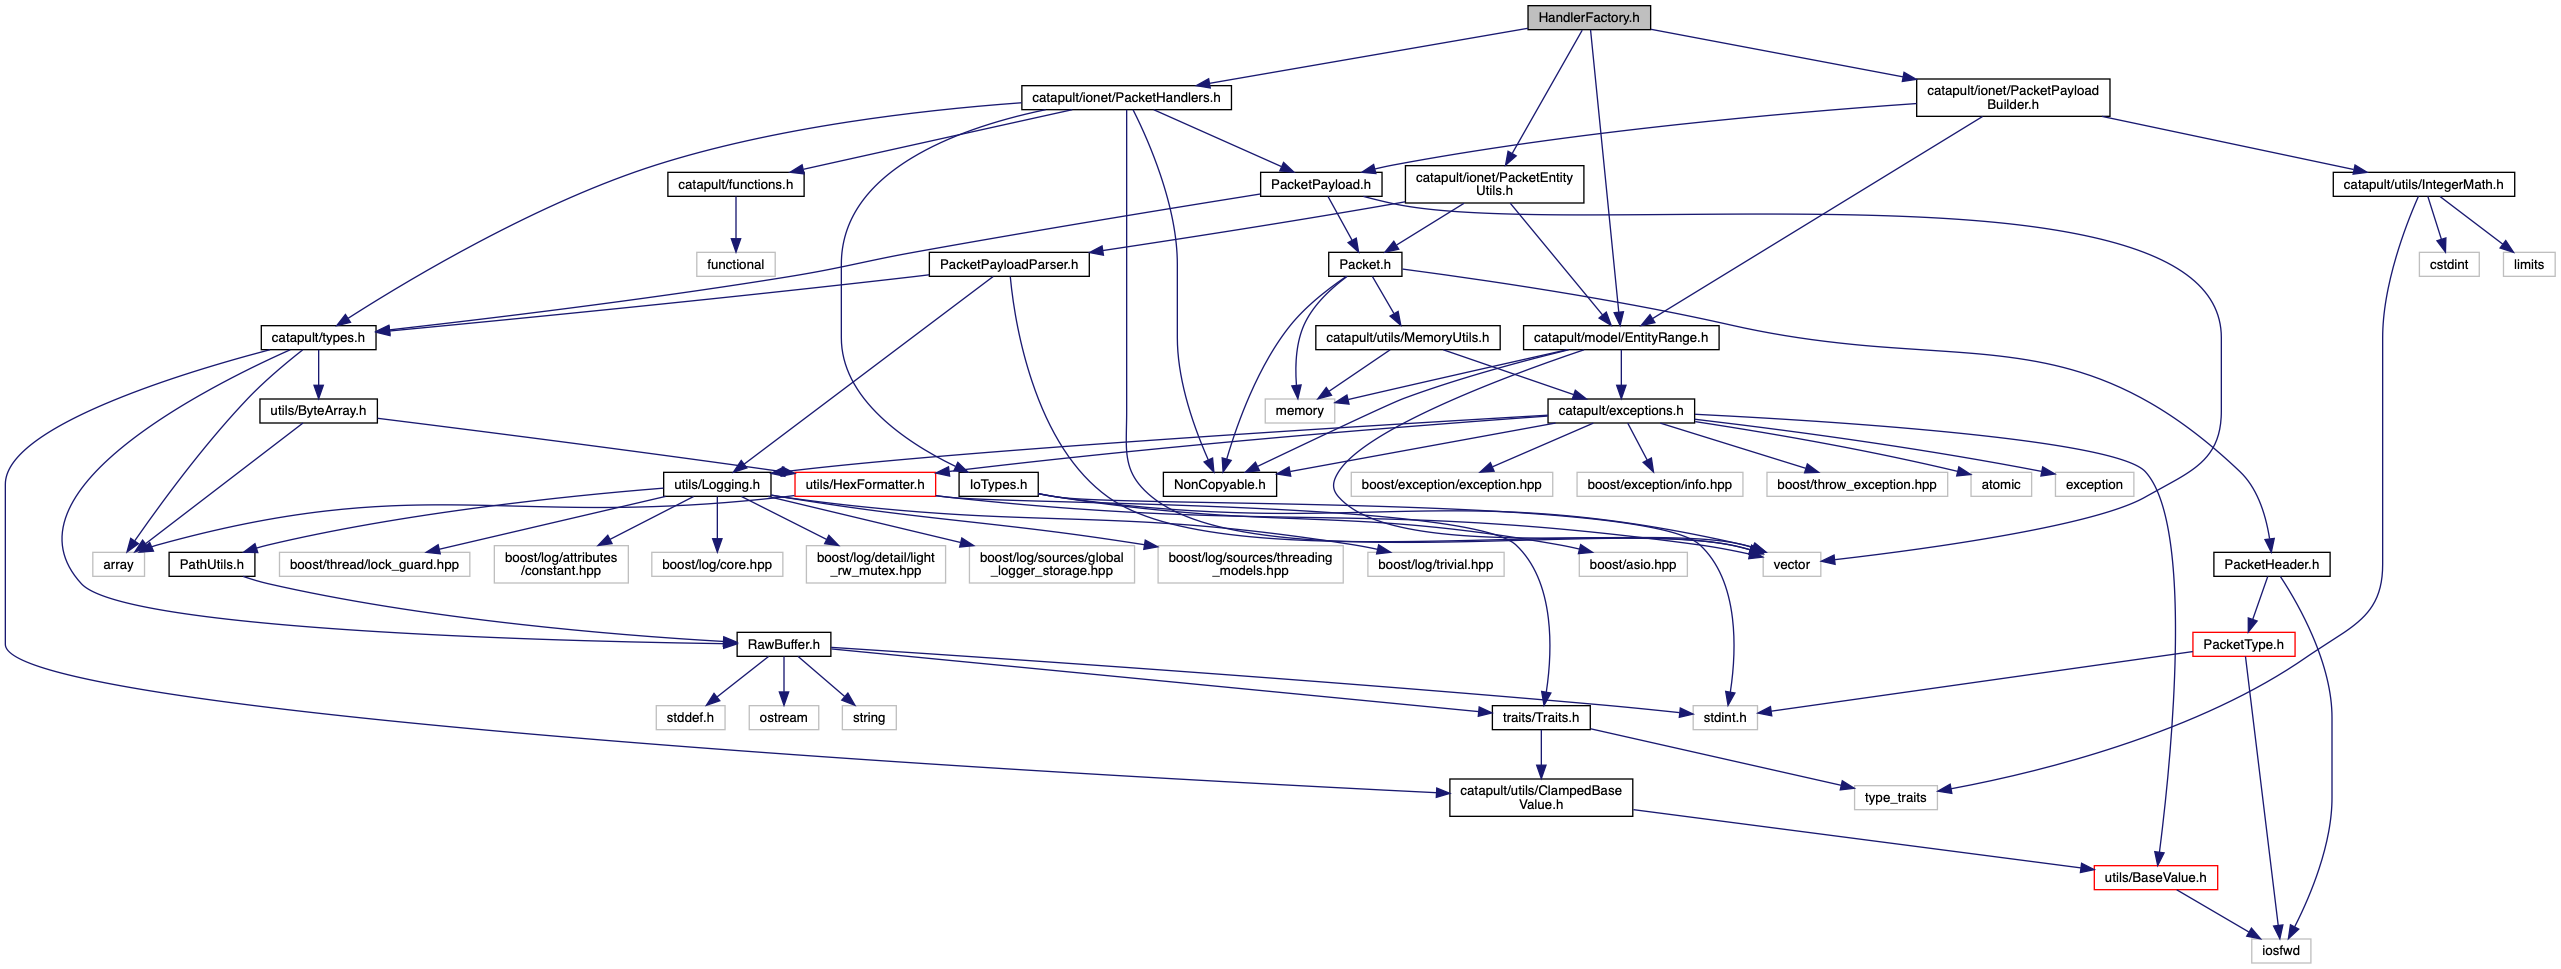 HandlerFactory.h
catapult/ionet/PacketHandlers.h
catapult/ionet/PacketPayload
Builder.h
catapult/functions.h
PacketPayload.h
catapult/ionet/PacketEntity
Utils.h
catapult/utils/IntegerMath.h
functional
PacketPayloadParser.h
Packet.h
cstdint
limits
catapult/types.h
catapult/utils/MemoryUtils.h
catapult/model/EntityRange.h
utils/ByteArray.h
memory
catapult/exceptions.h
utils/Logging.h
utils/HexFormatter.h
IoTypes.h
NonCopyable.h
boost/exception/exception.hpp
boost/exception/info.hpp
boost/throw_exception.hpp
atomic
exception
array
PathUtils.h
boost/thread/lock_guard.hpp
boost/log/attributes
/constant.hpp
boost/log/core.hpp
boost/log/detail/light
_rw_mutex.hpp
boost/log/sources/global
_logger_storage.hpp
boost/log/sources/threading
_models.hpp
boost/log/trivial.hpp
boost/asio.hpp
vector
PacketHeader.h
RawBuffer.h
PacketType.h
stddef.h
ostream
string
traits/Traits.h
stdint.h
catapult/utils/ClampedBase
Value.h
type_traits
utils/BaseValue.h
iosfwd